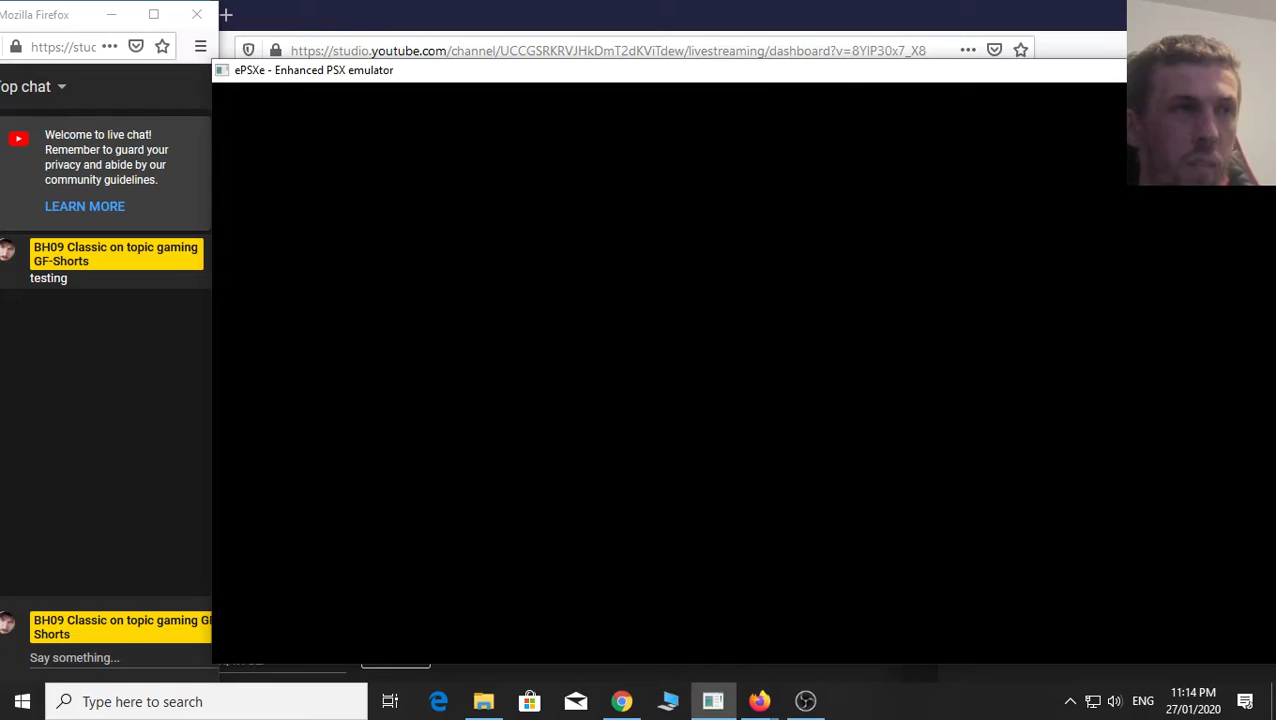 Mozilla Firefox
https://stuc
https://studio.youtube.com/channel/UCCGSRKRVJHkDmT2dKViTdew/livestreaming/dashboard?v=8YIP30x7_X8
ePSXe - Enhanced PSX emulator
op chat
Welcome to live chat!
Remember to guard your
privacy and abide by our
community guidelines.
LEARN MORE
BH09 Classic on topic gaming
GF-Shorts
testing
BH09 Classic on topic gaming G
Shorts
Say something...
Type here to search
ENG
11:14 PM
27/01/2020